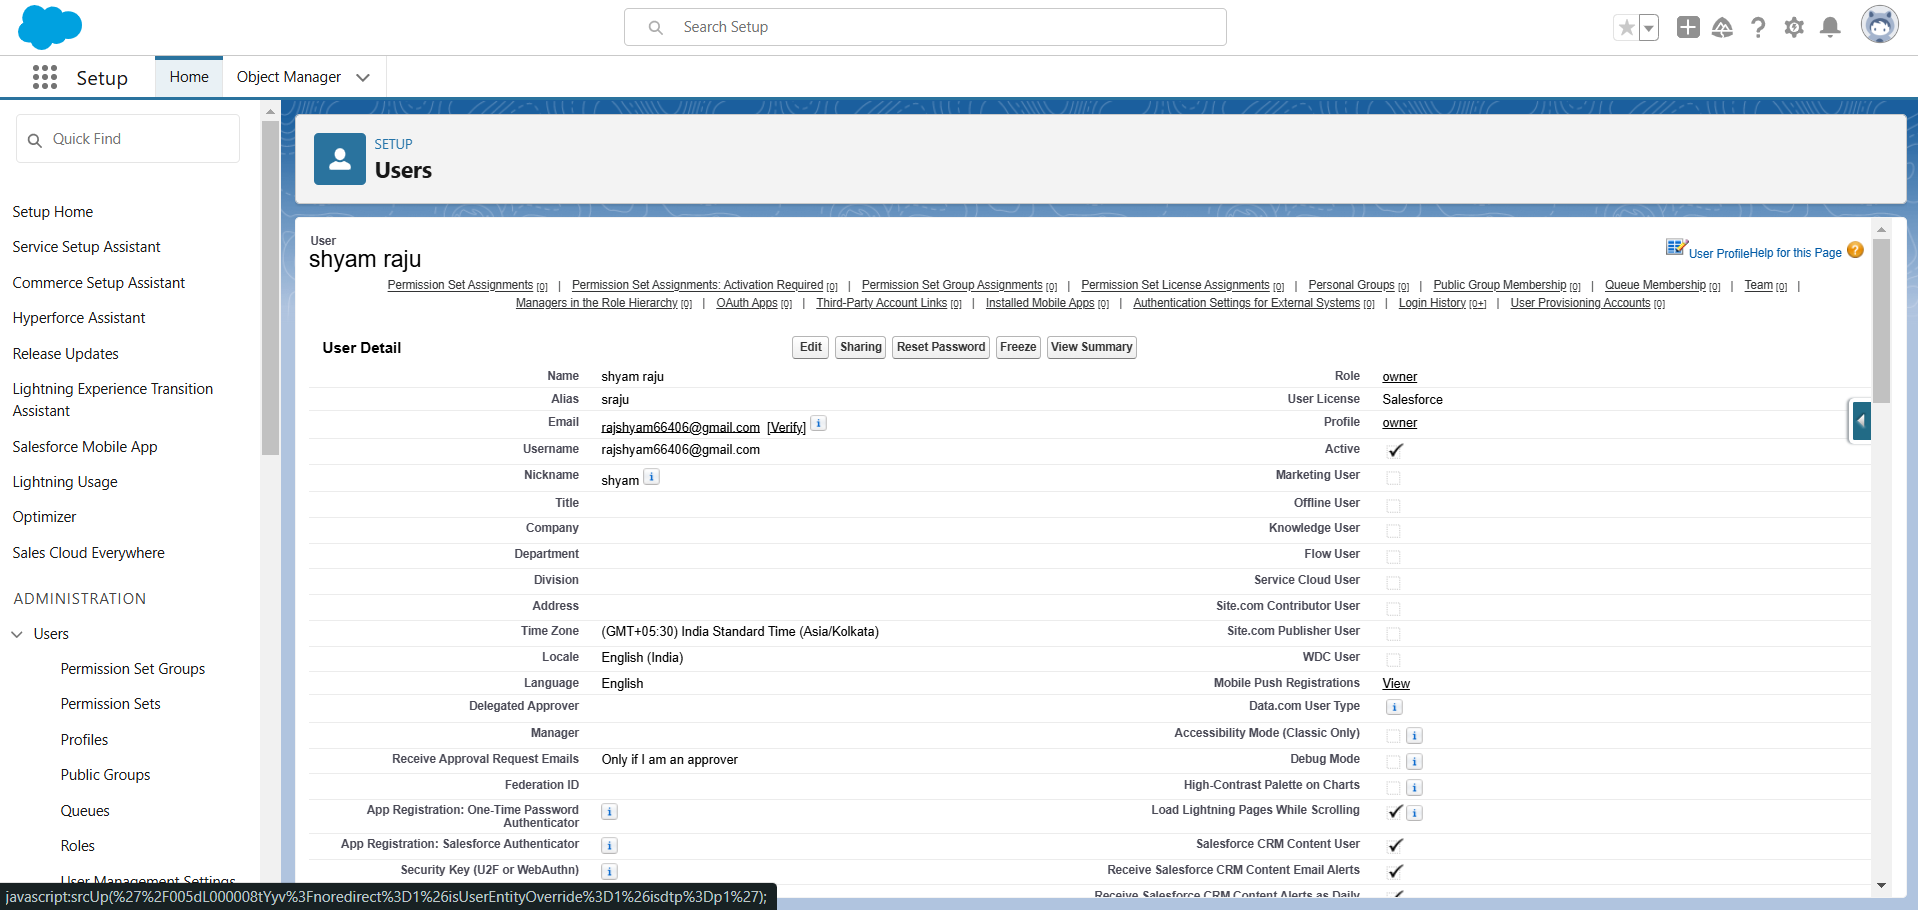 Search Setup
Setup
Home
Object Manager
Quick Find
Setup Home
Service Setup Assistant
Commerce Setup Assistant
Hyperforce Assistant
Release Updates
Lightning Experience Transition
Assistant
Salesforce Mobile App
Lightning Usage
Optimizer
Sales Cloud Everywhere
ADMINISTRATION
Users
Permission Set Groups
Permission Sets
Profiles
Public Groups
Queues
Roles
User Management Settings
SETUP
Users
User
shyam raju
User Profile Help for this Page ?
Permission Set Assignments [0] | Permission Set Assignments: Activation Required [0] | Permission Set Group Assignments [0] | Permission Set License Assignments [0] | Personal Groups [0] | Public Group Membership [0] | Queue Membership [0] | Team [0] |
Managers in the Role Hierarchy [0] | OAuth Apps [0] | Third-Party Account Links [0] | Installed Mobile Apps [0] | Authentication Settings for External Systems [0] | Login History [0+] | User Provisioning Accounts [0]
User Detail
Edit Sharing Reset Password Freeze View Summary
Name shyam raju Role owner
Alias sraju User License Salesforce
Email rajshyam66406@gmail.com [Verify] i Profile owner
Username rajshyam66406@gmail.com Active ✓
Nickname shyam i Marketing User
Title Offline User
Company Knowledge User
Department Flow User
Division Service Cloud User
Address Site.com Contributor User
Time Zone (GMT+05:30) India Standard Time (Asia/Kolkata) Site.com Publisher User
Locale English (India) WDC User
Language English Mobile Push Registrations View
Delegated Approver Data.com User Type i
Manager Accessibility Mode (Classic Only) i
Receive Approval Request Emails Only if I am an approver Debug Mode i
Federation ID High-Contrast Palette on Charts i
App Registration: One-Time Password i Load Lightning Pages While Scrolling ✓ i
Authenticator
App Registration: Salesforce Authenticator i Salesforce CRM Content User ✓
Security Key (U2F or WebAuthn) i Receive Salesforce CRM Content Email Alerts ✓
Receive Salesforce CRM Content Alerts as Daily ✓
javascript:srcUp(%27%2F005dL000008tYyv%3Fnoredirect%3D1%26isUserEntityOverride%3D1%26isdtp%3Dp1%27);